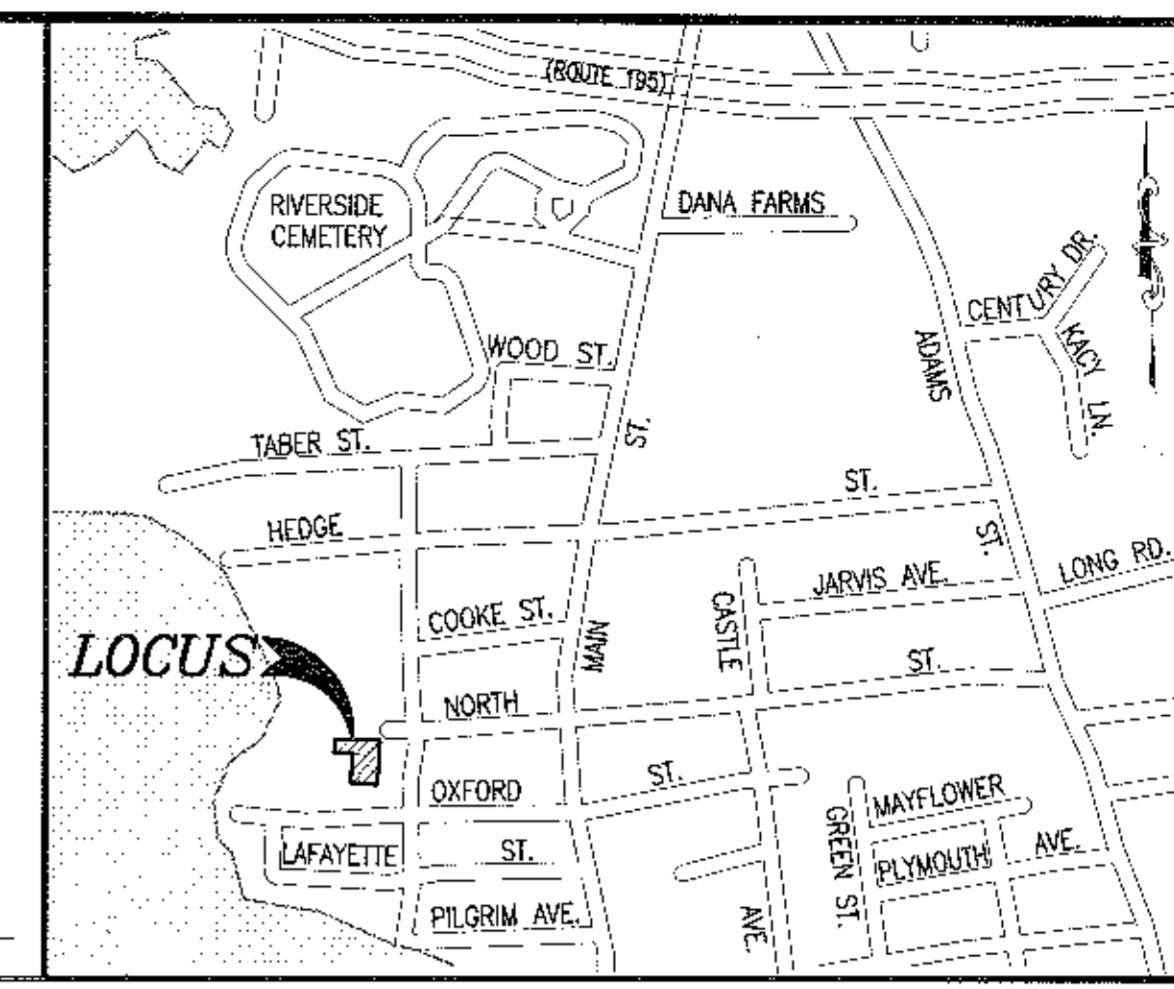 (ROUTE 195)
RIVERSIDE
CEMETERY
DANA FARMS
CENTURY DR.
KACY LN.
ADAMS
WOOD ST.
ST.
TABER ST.
ST.
HEDGE
ST.
LONG RD.
JARVIS AVE.
COOKE ST.
CASTLE
LOCUS
MAIN
ST.
NORTH
ST.
OXFORD
MAYFLOWER
GREEN ST.
LAFAYETTE
ST.
PLYMOUTH
AVE.
PILGRIM AVE.
AVE.